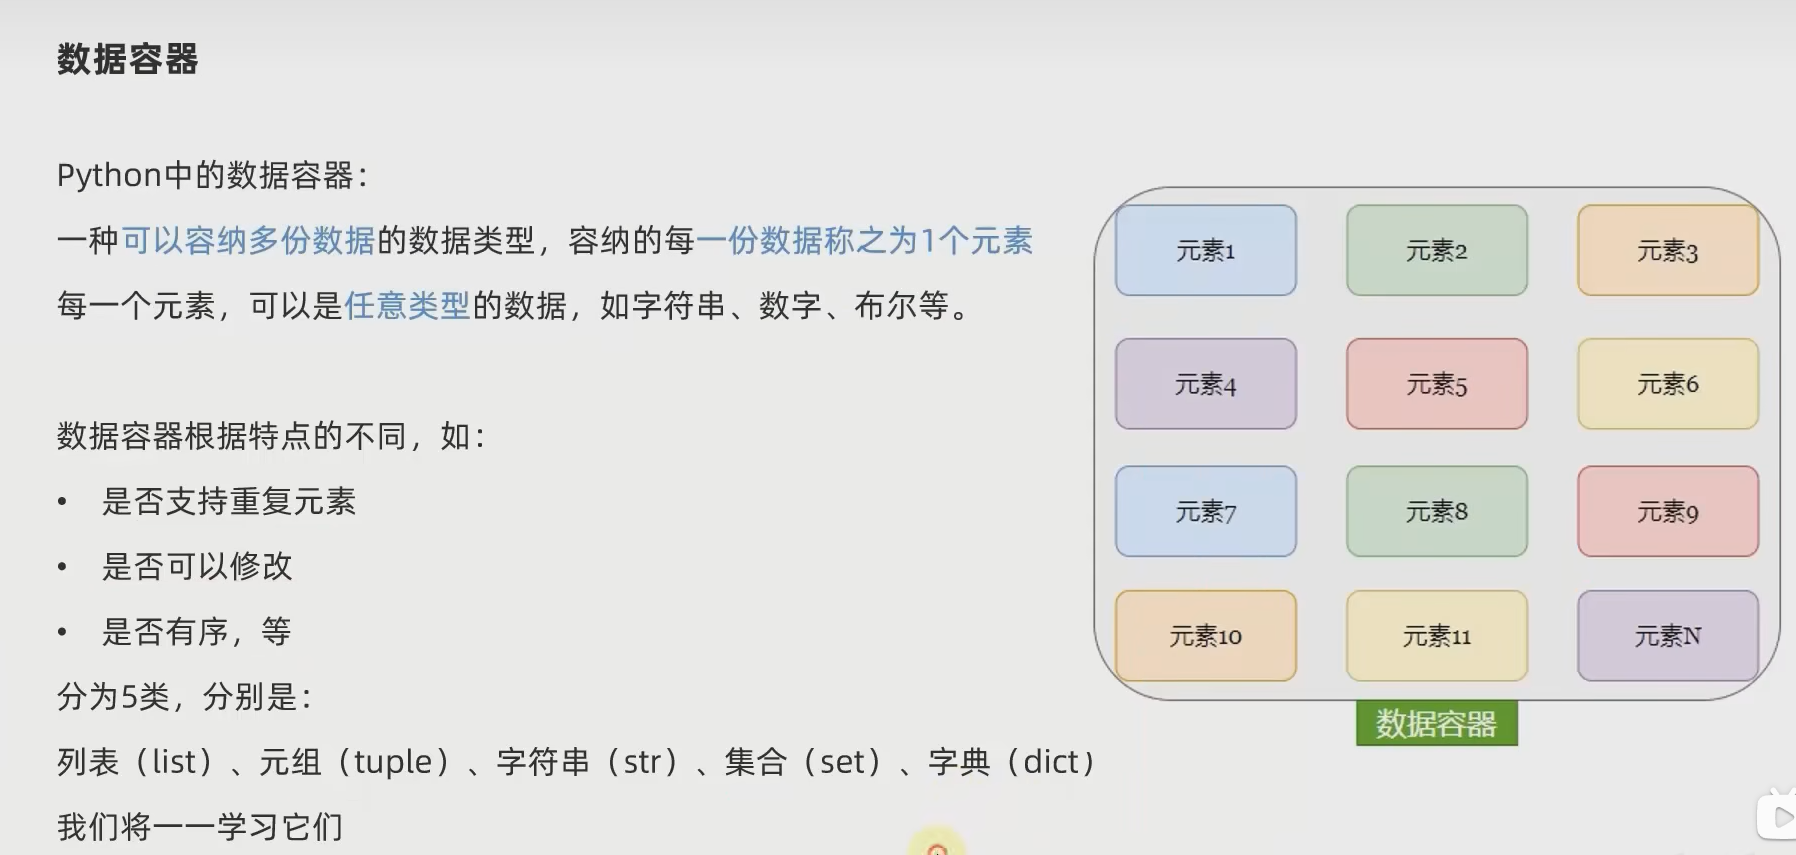 数据容器
Python中的数据容器：
一种可以容纳多份数据的数据类型，容纳的每一份数据称之为1个元素
每一个元素，可以是任意类型的数据，如字符串、数字、布尔等。
数据容器根据特点的不同，如：
• 是否支持重复元素
• 是否可以修改
• 是否有序，等
分为5类，分别是：
列表（list）、元组（tuple）、字符串（str）、集合（set）、字典（dict）
我们将一一学习它们
元素1 元素2 元素3
元素4 元素5 元素6
元素7 元素8 元素9
元素10 元素11 元素N
数据容器